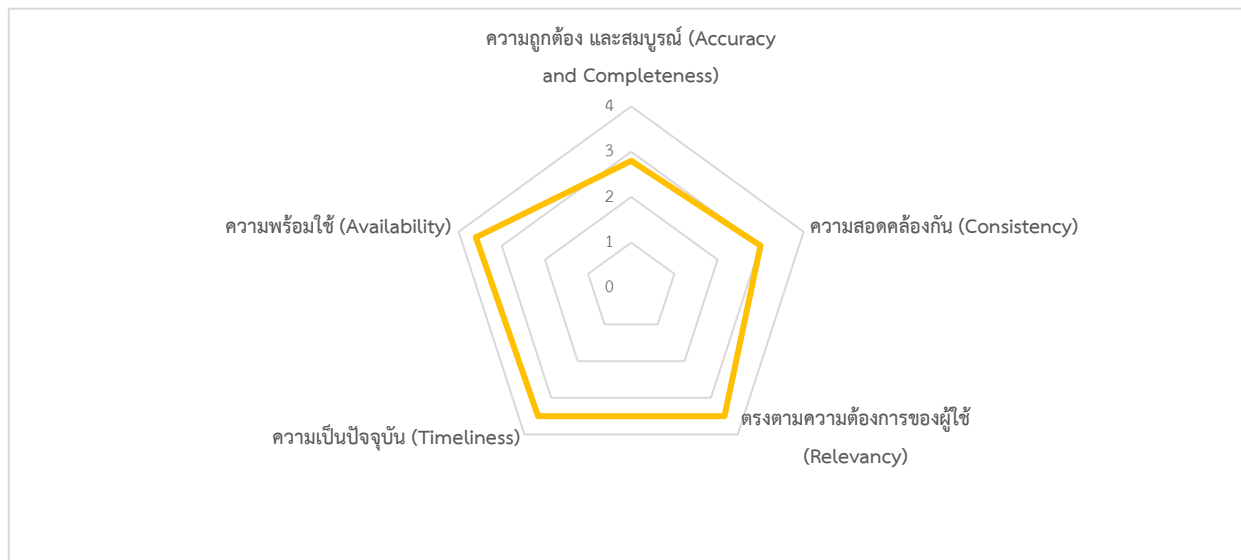 ความถูกต้อง และสมบูรณ์ (Accuracy
and Completeness)
4
3
2
1
0
ความพร้อมใช้ (Availability)
ความสอดคล้องกัน (Consistency)
ความเป็นปัจจุบัน (Timeliness)
ตรงตามความต้องการของผู้ใช้
(Relevancy)